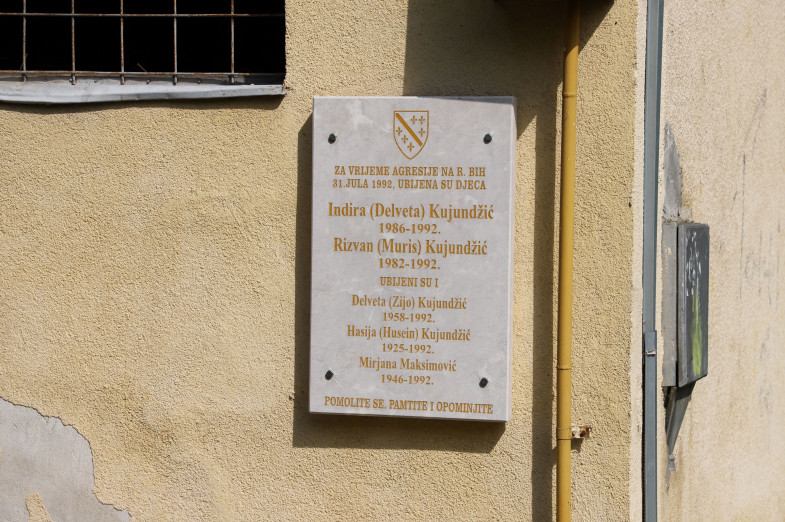 ZA VRIJEME AGRESIJE NA R. BIH
31.JULA 1992, UBIJENA SU DJECA
Indira (Delveta) Kujundžić
1986-1992.
Rizvan (Muris) Kujundžić
1982-1992.
UBIJENI SU I
Delveta (Zijo) Kujundžić
1958-1992.
Hasija (Husein) Kujundžić
1925-1992.
Mirjana Maksimović
1946-1992.
POMOLITE SE, PAMTITE I OPOMINJITE